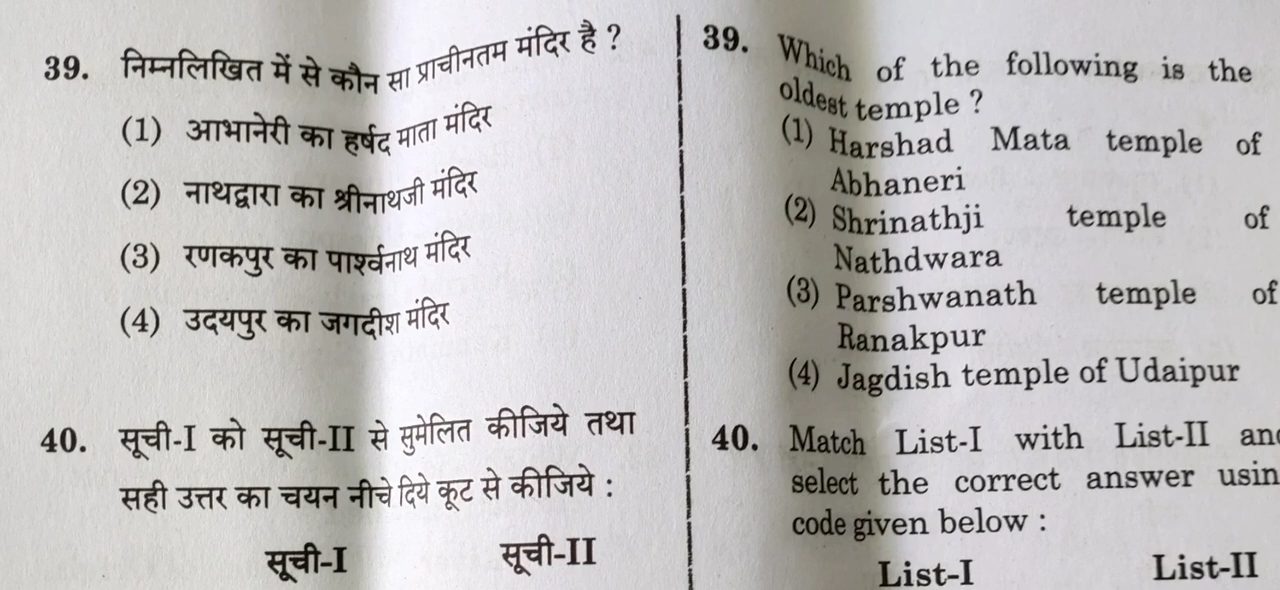 39. निम्नलिखित में से कौन सा प्राचीनतम मंदिर है ?
(1) आभानेरी का हर्षद माता मंदिर
(2) नाथद्वारा का श्रीनाथजी मंदिर
(3) रणकपुर का पार्श्वनाथ मंदिर
(4) उदयपुर का जगदीश मंदिर
40. सूची-I को सूची-II से सुमेलित कीजिये तथा
सही उत्तर का चयन नीचे दिये कूट से कीजिये :
सूची-I सूची-II
39. Which of the following is the
oldest temple ?
(1) Harshad Mata temple of
Abhaneri
(2) Shrinathji temple of
Nathdwara
(3) Parshwanath temple of
Ranakpur
(4) Jagdish temple of Udaipur
40. Match List-I with List-II an
select the correct answer usin
code given below :
List-I List-II